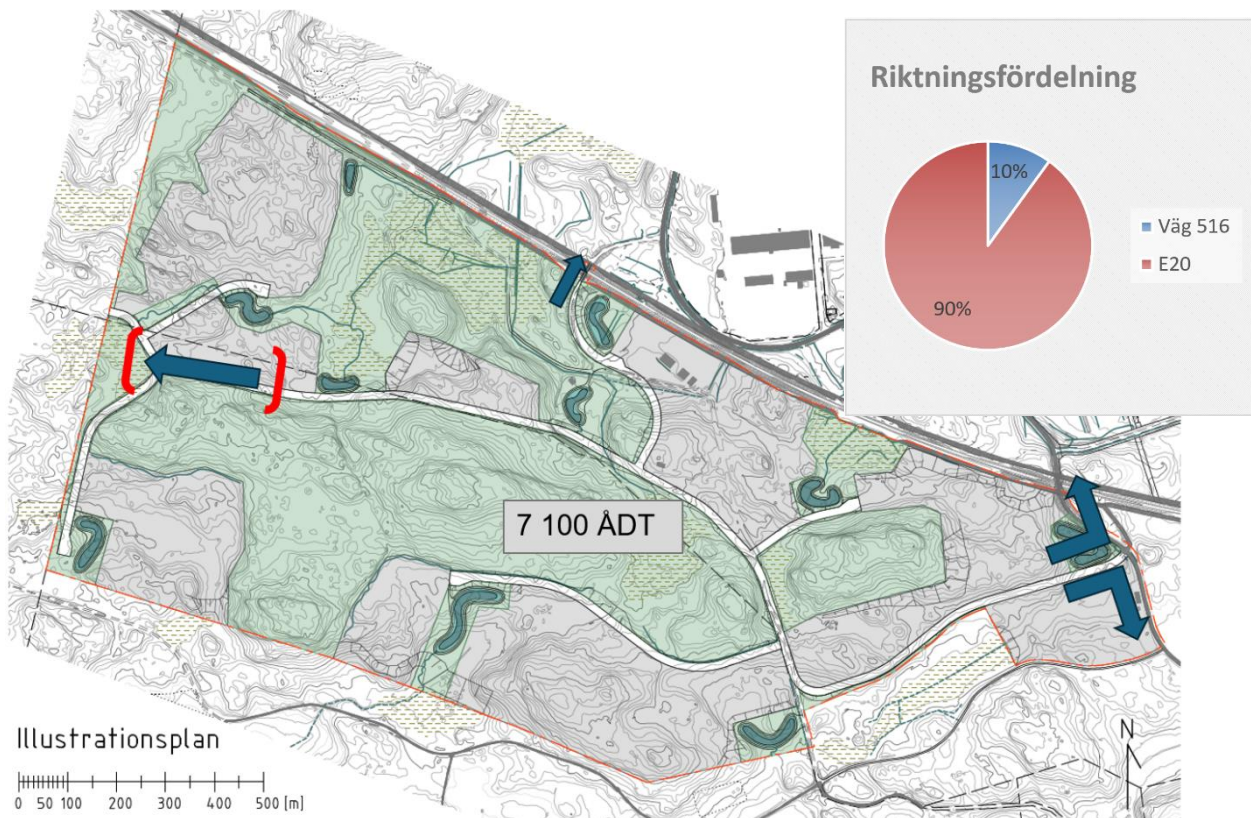 Riktningsfördelning
10%
90%
Väg 516
E20
7 100 ÅDT
Illustrationsplan
0 50 100 200 300 400 500 [m]
N